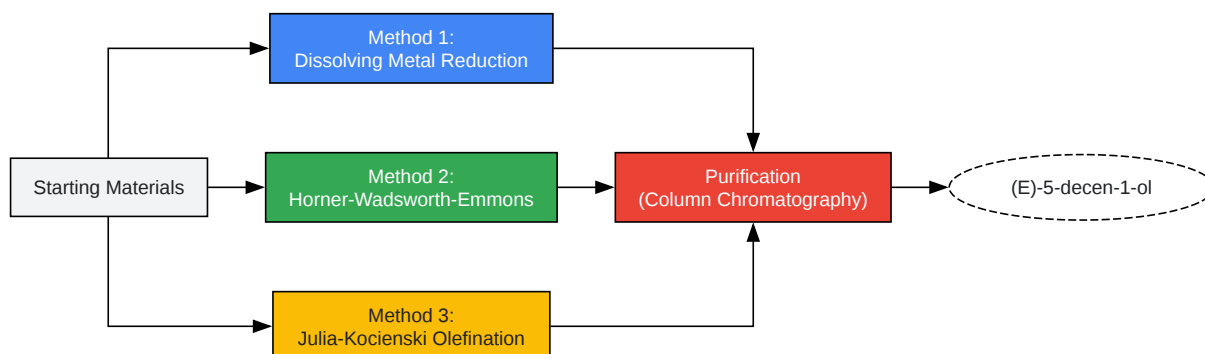 Method 1:
Dissolving Metal Reduction
Starting Materials
Method 2:
Horner-Wadsworth-Emmons
Purification
(Column Chromatography)
(E)-5-decen-1-ol
Method 3:
Julia-Kocienski Olefination